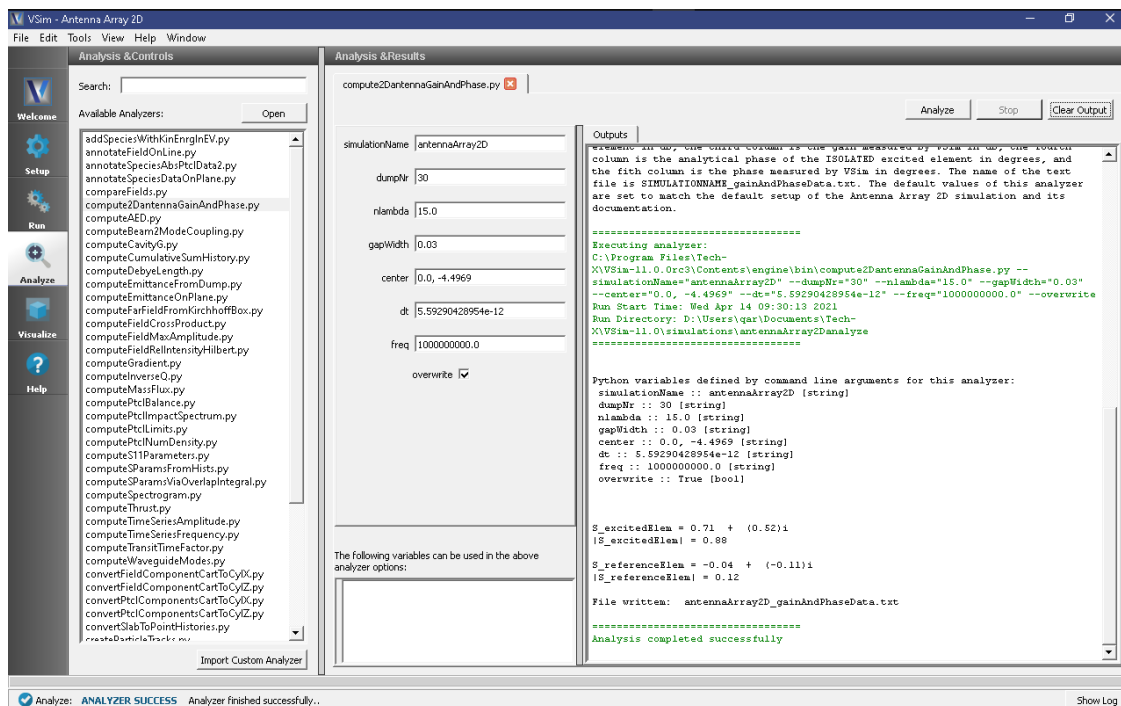 VSim - Antenna Array 2D
File Edit Tools View Help Window
Analysis &Controls
Analysis &Results
Welcome
Setup
Run
Analyze
Visualize
Help
Search:
Available Analyzers:
Open
addSpeciesWithKinEnrgInEV.py
annotateFieldOnLine.py
annotateSpeciesAbsPtclData2.py
annotateSpeciesDataOnPlane.py
compareFields.py
compute2DantennaGainAndPhase.py
computeAED.py
computeBeam2ModeCoupling.py
computeCavityG.py
computeCumulativeSumHistory.py
computeDebyeLength.py
computeEmittanceFromDump.py
computeEmittanceOnPlane.py
computeFarFieldFromKirchhoffBox.py
computeFieldCrossProduct.py
computeFieldMaxAmplitude.py
computeFieldRelIntensityHilbert.py
computeGradient.py
computeInverseQ.py
computeMassFlux.py
computePtclBalance.py
computePtclImpactSpectrum.py
computePtclLimits.py
computePtclNumDensity.py
computeS11Parameters.py
computeSParamsFromHists.py
computeSParamsViaOverlapIntegral.py
computeSpectrogram.py
computeThrust.py
computeTimeSeriesAmplitude.py
computeTimeSeriesFrequency.py
computeTransitTimeFactor.py
computeWaveguideModes.py
convertFieldComponentCartToCylX.py
convertFieldComponentCartToCylZ.py
convertPtclComponentsCartToCylX.py
convertPtclComponentsCartToCylZ.py
convertSlabToPointHistories.py
createParticleTracks.py
Import Custom Analyzer
compute2DantennaGainAndPhase.py
Analyze
Stop
Clear Output
simulationName antennaArray2D
dumpNr 30
nlambda 15.0
gapWidth 0.03
center 0.0, -4.4969
dt 5.59290428954e-12
freq 1000000000.0
overwrite
The following variables can be used in the above
analyzer options:
Outputs
element in db, the third column is the gain measured by VSim in db, the fourth
column is the analytical phase of the ISOLATED excited element in degrees, and
the fith column is the phase measured by VSim in degrees. The name of the text
file is SIMULATIONNAME_gainAndPhaseData.txt. The default values of this analyzer
are set to match the default setup of the Antenna Array 2D simulation and its
documentation.
=================================
Executing analyzer:
C:\Program Files\Tech-
X\VSim-11.0.0rc3\Contents\engine\bin\compute2DantennaGainAndPhase.py --
simulationName="antennaArray2D" --dumpNr="30" --nlambda="15.0" --gapWidth="0.03"
--center="0.0, -4.4969" --dt="5.59290428954e-12" --freq="1000000000.0" --overwrite
Run Start Time: Wed Apr 14 09:30:13 2021
Run Directory: D:\Users\qar\Documents\Tech-
X\VSim-11.0\simulations\antennaArray2Danalyze
=================================
Python variables defined by command line arguments for this analyzer:
simulationName :: antennaArray2D [string]
dumpNr :: 30 [string]
nlambda :: 15.0 [string]
gapWidth :: 0.03 [string]
center :: 0.0, -4.4969 [string]
dt :: 5.59290428954e-12 [string]
freq :: 1000000000.0 [string]
overwrite :: True [bool]
S_excitedElem = 0.71 + (0.52)i
|S_excitedElem| = 0.88
S_referenceElem = -0.04 + (-0.11)i
|S_referenceElem| = 0.12
File written: antennaArray2D_gainAndPhaseData.txt
=================================
Analysis completed successfully
Analyze: ANALYZER SUCCESS Analyzer finished successfully..
Show Log